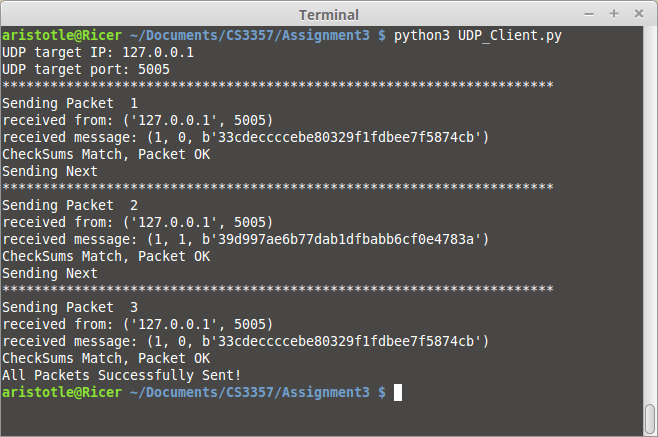 Terminal
aristotle@Ricer ~/Documents/CS3357/Assignment3 $ python3 UDP_Client.py
UDP target IP: 127.0.0.1
UDP target port: 5005
*********************************************************************
Sending Packet  1
received from: ('127.0.0.1', 5005)
received message: (1, 0, b'33cdeccccebe80329f1fdbee7f5874cb')
CheckSums Match, Packet OK
Sending Next
*********************************************************************
Sending Packet  2
received from: ('127.0.0.1', 5005)
received message: (1, 1, b'39d997ae6b77dab1dfbabb6cf0e4783a')
CheckSums Match, Packet OK
Sending Next
*********************************************************************
Sending Packet  3
received from: ('127.0.0.1', 5005)
received message: (1, 0, b'33cdeccccebe80329f1fdbee7f5874cb')
CheckSums Match, Packet OK
All Packets Successfully Sent!
aristotle@Ricer ~/Documents/CS3357/Assignment3 $